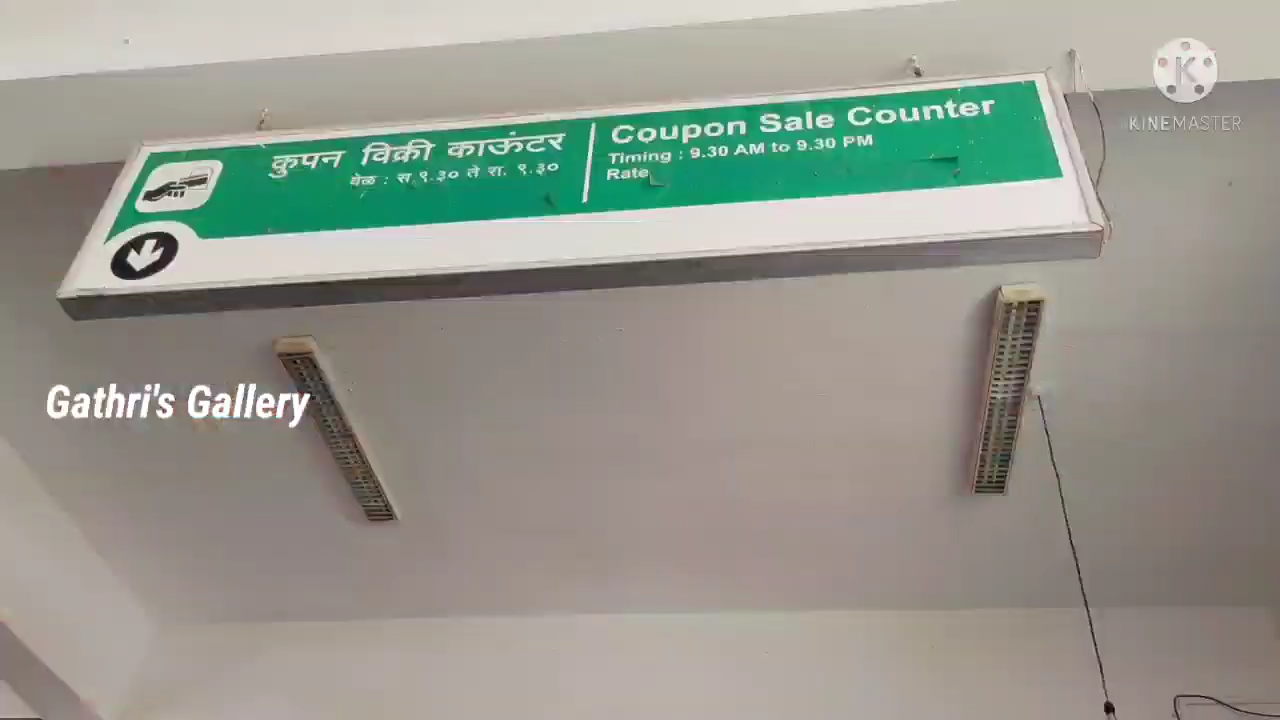 कुपन विक्री काऊंटर
वेळ : स.९.३० ते रा. ९.३०
Coupon Sale Counter
Timing : 9.30 AM to 9.30 PM
Rate
K
KINEMASTER
Gathri's Gallery